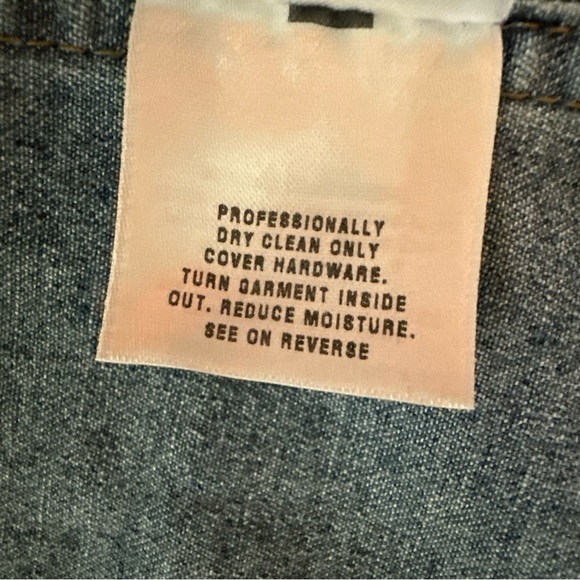 PROFESSIONALLY
DRY CLEAN ONLY
COVER HARDWARE.
TURN GARMENT INSIDE
OUT. REDUCE MOISTURE.
SEE ON REVERSE